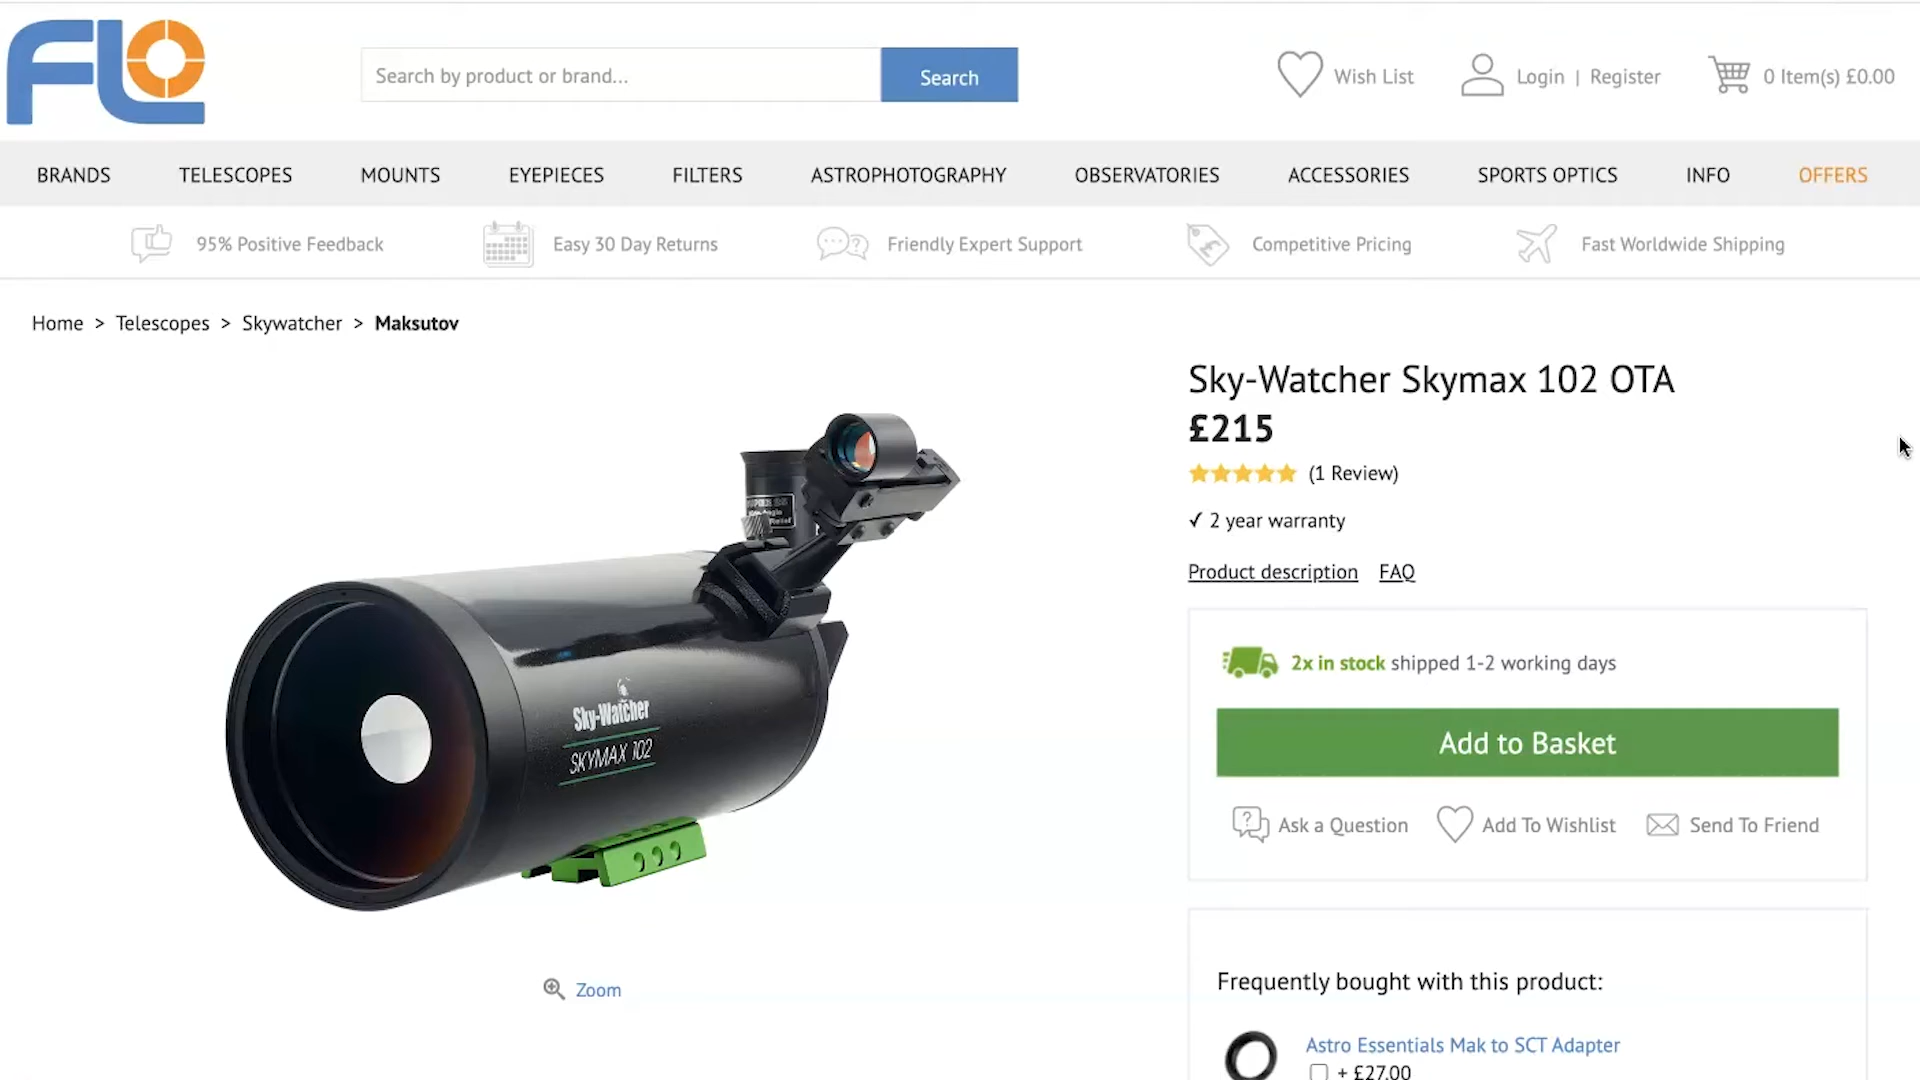 FLO
Search by product or brand...
Search
Wish List
Login | Register
0 Item(s) £0.00
BRANDS
TELESCOPES
MOUNTS
EYEPIECES
FILTERS
ASTROPHOTOGRAPHY
OBSERVATORIES
ACCESSORIES
SPORTS OPTICS
INFO
OFFERS
95% Positive Feedback
Easy 30 Day Returns
Friendly Expert Support
Competitive Pricing
Fast Worldwide Shipping
Home > Telescopes > Skywatcher > Maksutov
Sky-Watcher
SKYMAX 102
Zoom
Sky-Watcher Skymax 102 OTA
£215
(1 Review)
✓ 2 year warranty
Product description FAQ
2x in stock shipped 1-2 working days
Add to Basket
Ask a Question
Add To Wishlist
Send To Friend
Frequently bought with this product:
Astro Essentials Mak to SCT Adapter
+ £27.00